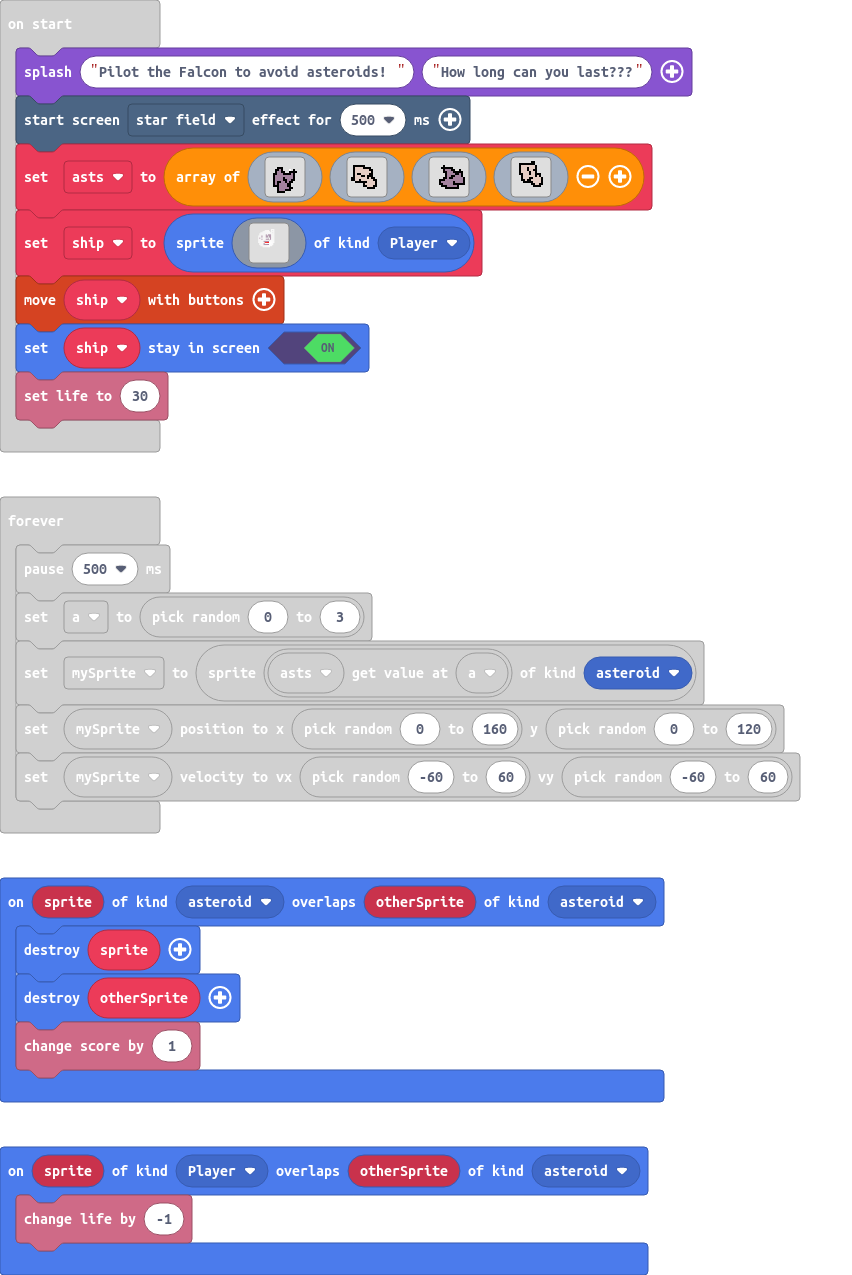 on start
splash "Pilot the Falcon to avoid asteroids! " "How long can you last???"
start screen star field effect for 500 ms
set asts to array of
set ship to sprite of kind Player
move ship with buttons
set ship stay in screen ON
set life to 30
forever
pause 500 ms
set a to pick random 0 to 3
set mySprite to sprite asts get value at a of kind asteroid
set mySprite position to x pick random 0 to 160 y pick random 0 to 120
set mySprite velocity to vx pick random -60 to 60 vy pick random -60 to 60
on sprite of kind asteroid overlaps otherSprite of kind asteroid
destroy sprite
destroy otherSprite
change score by 1
on sprite of kind Player overlaps otherSprite of kind asteroid
change life by -1